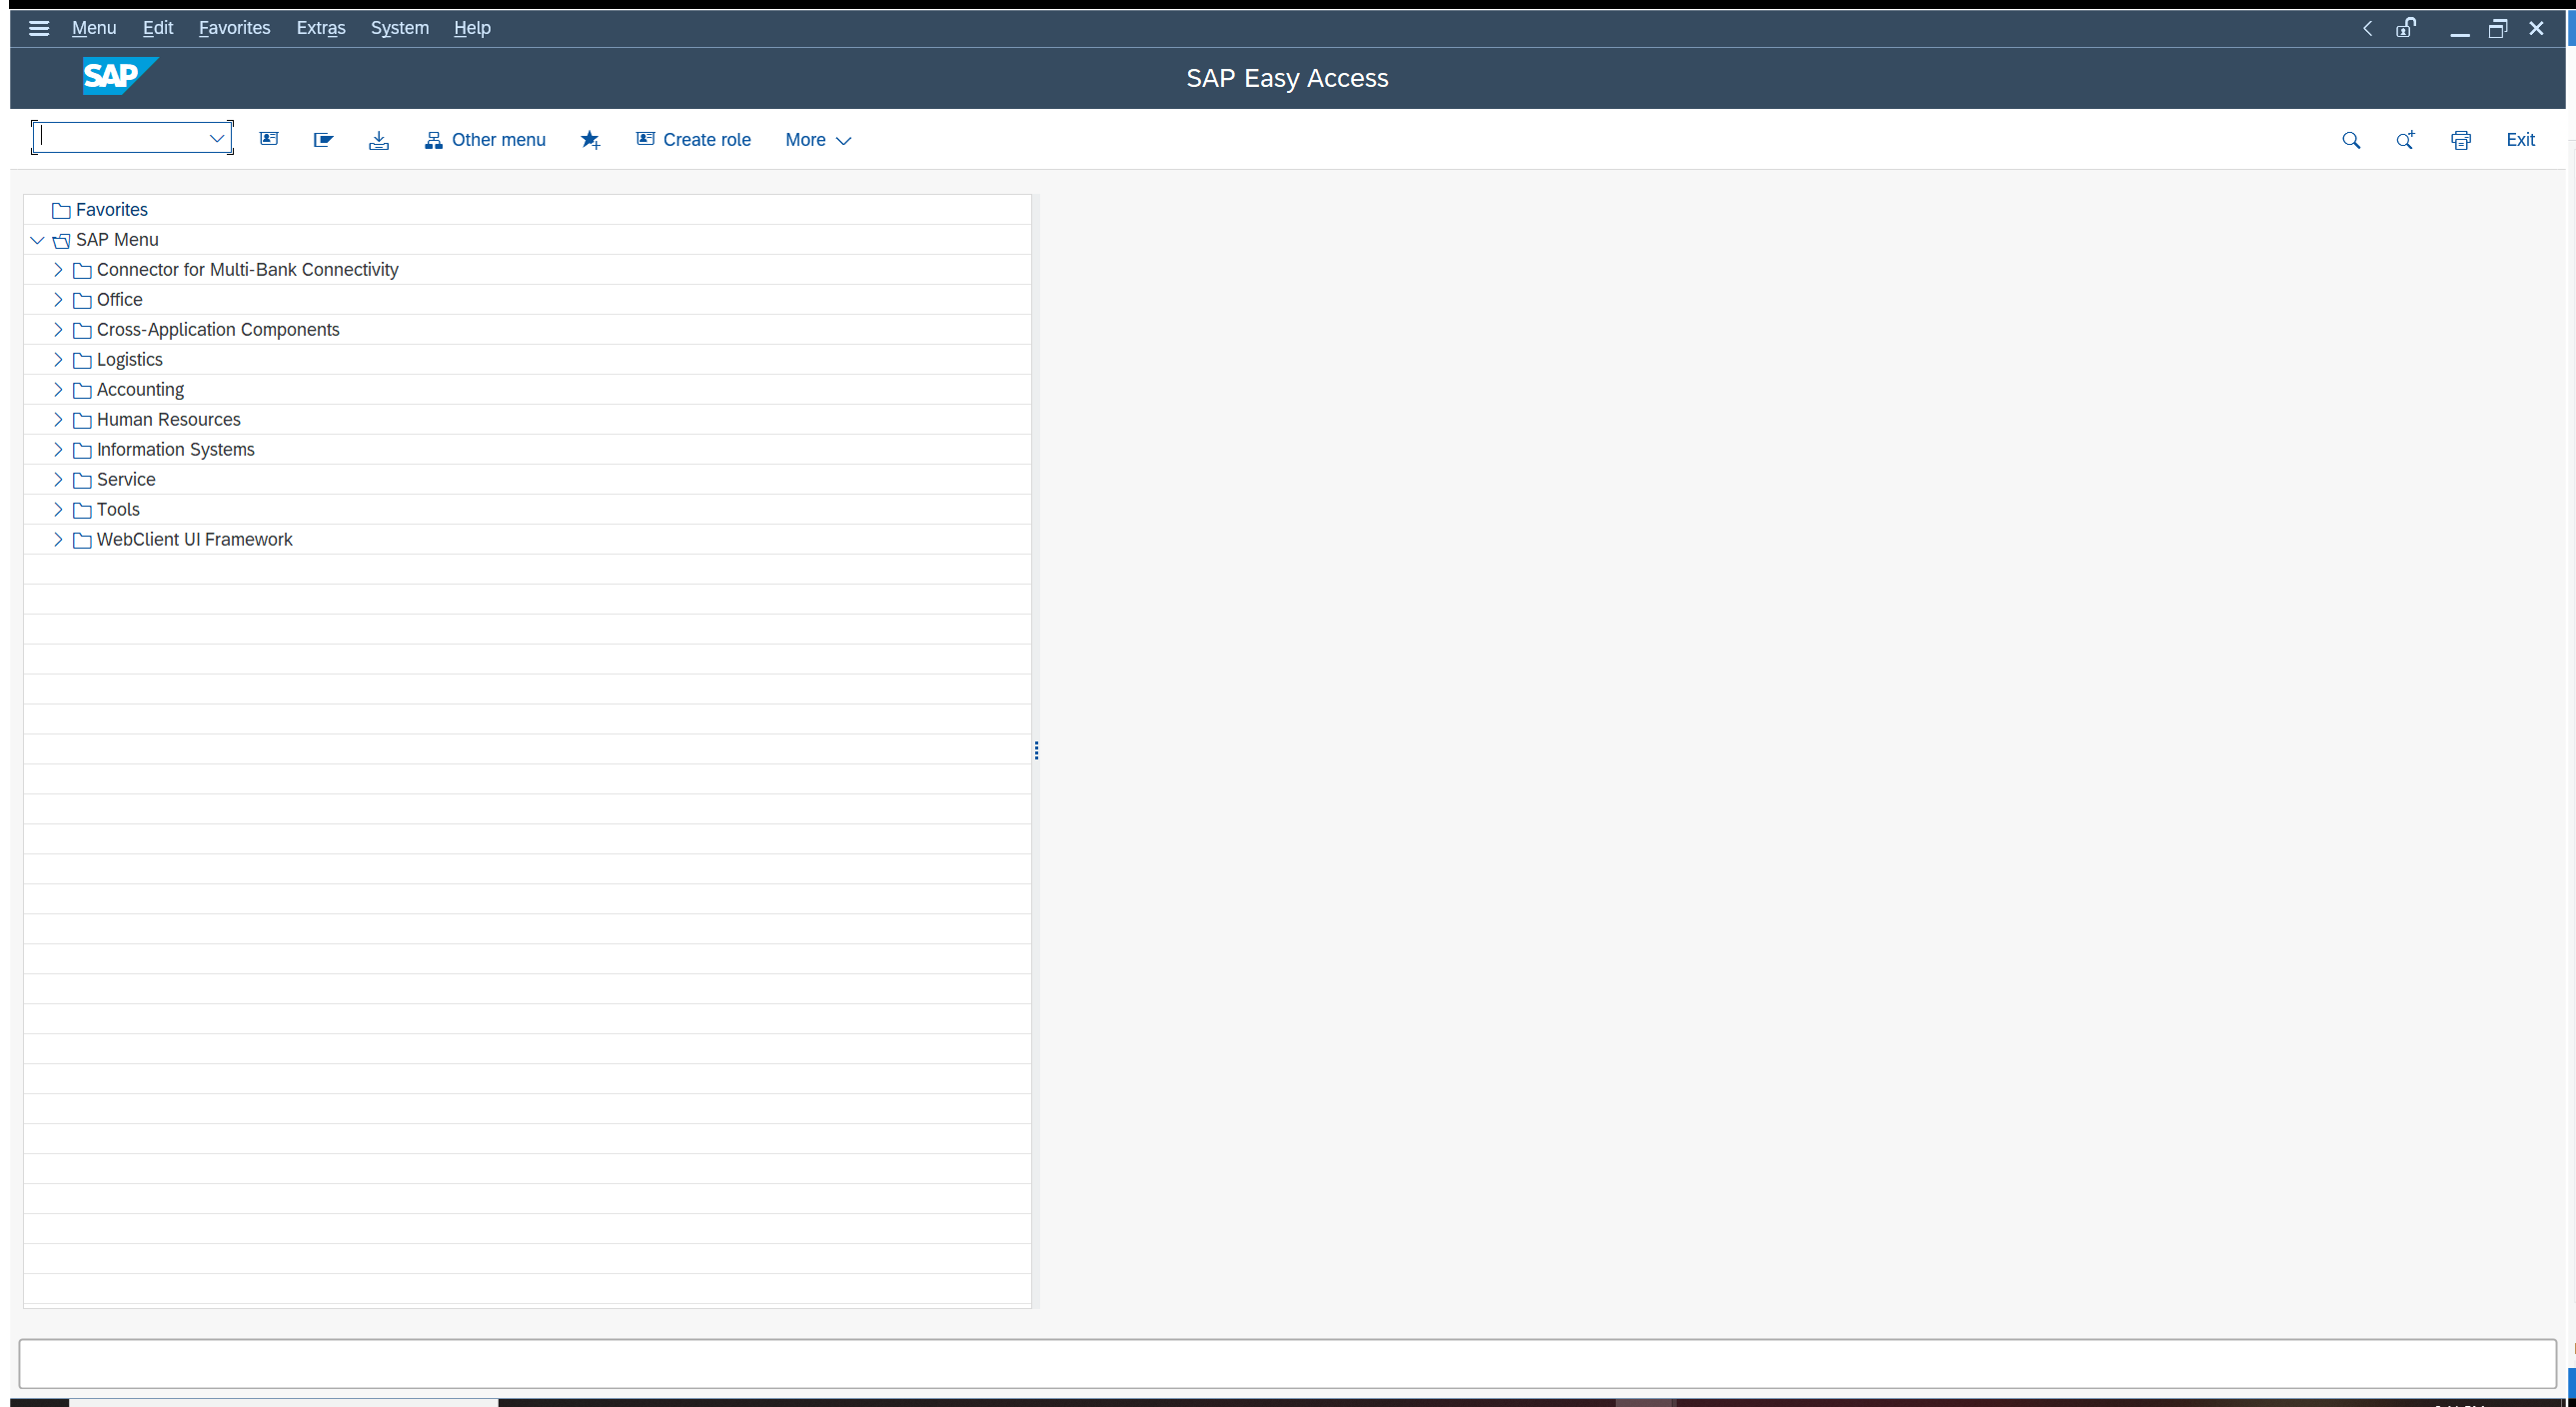 Menu Edit Favorites Extras System Help
SAP
SAP Easy Access
Other menu Create role More Exit
Favorites
SAP Menu
Connector for Multi-Bank Connectivity
Office
Cross-Application Components
Logistics
Accounting
Human Resources
Information Systems
Service
Tools
WebClient UI Framework